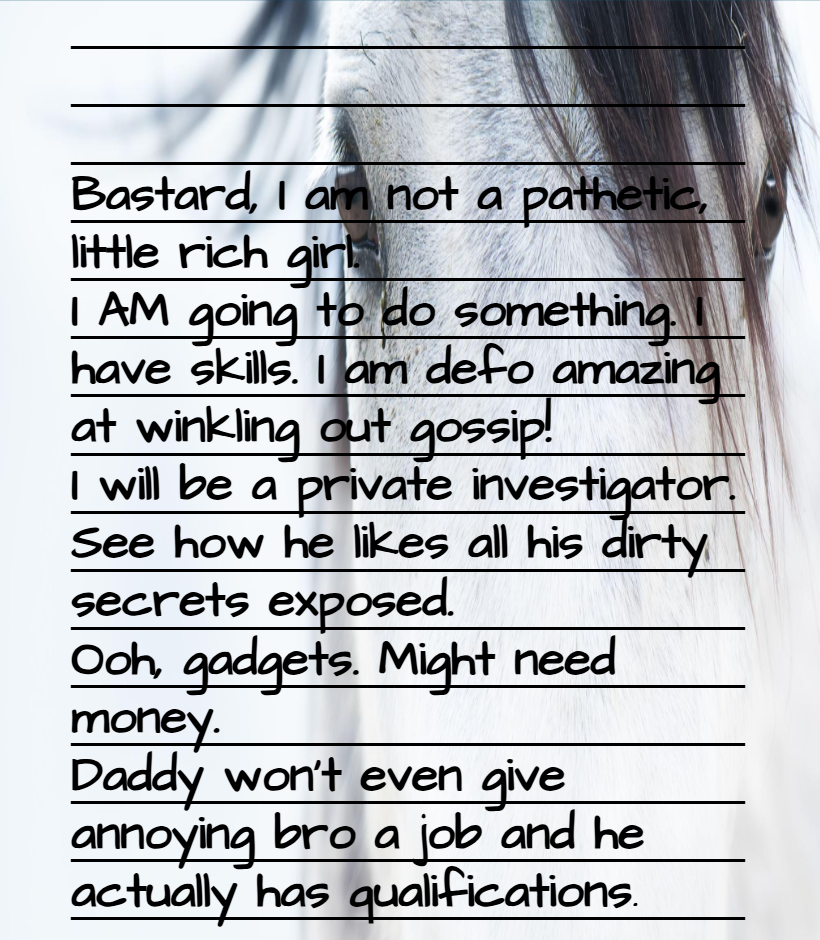 Bastard, I am not a pathetic,
little rich girl.
I AM going to do something. I
have skills. I am defo amazing
at winkling out gossip!
I will be a private investigator.
See how he likes all his dirty
secrets exposed.
Ooh, gadgets. Might need
money.
Daddy won't even give
annoying bro a job and he
actually has qualifications.